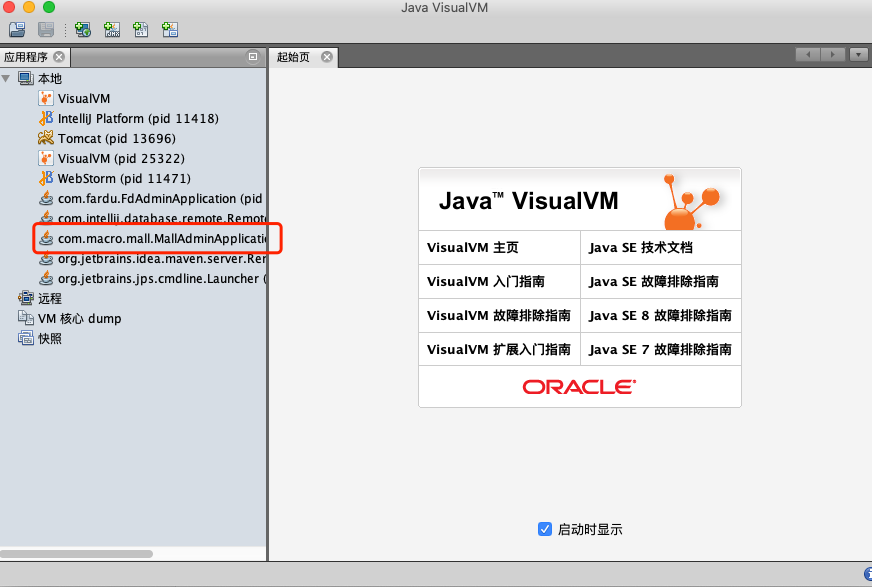 Java VisualVM
应用程序
起始页
本地
VisualVM
IntelliJ Platform (pid 11418)
Tomcat (pid 13696)
VisualVM (pid 25322)
WebStorm (pid 11471)
com.fardu.FdAdminApplication (pid
com.intellij.database.remote.Remote
com.macro.mall.MallAdminApplicatio
org.jetbrains.idea.maven.server.Rem
org.jetbrains.jps.cmdline.Launcher (
远程
VM 核心 dump
快照
Java™ VisualVM
VisualVM 主页
Java SE 技术文档
VisualVM 入门指南
Java SE 故障排除指南
VisualVM 故障排除指南
Java SE 8 故障排除指南
VisualVM 扩展入门指南
Java SE 7 故障排除指南
ORACLE
启动时显示